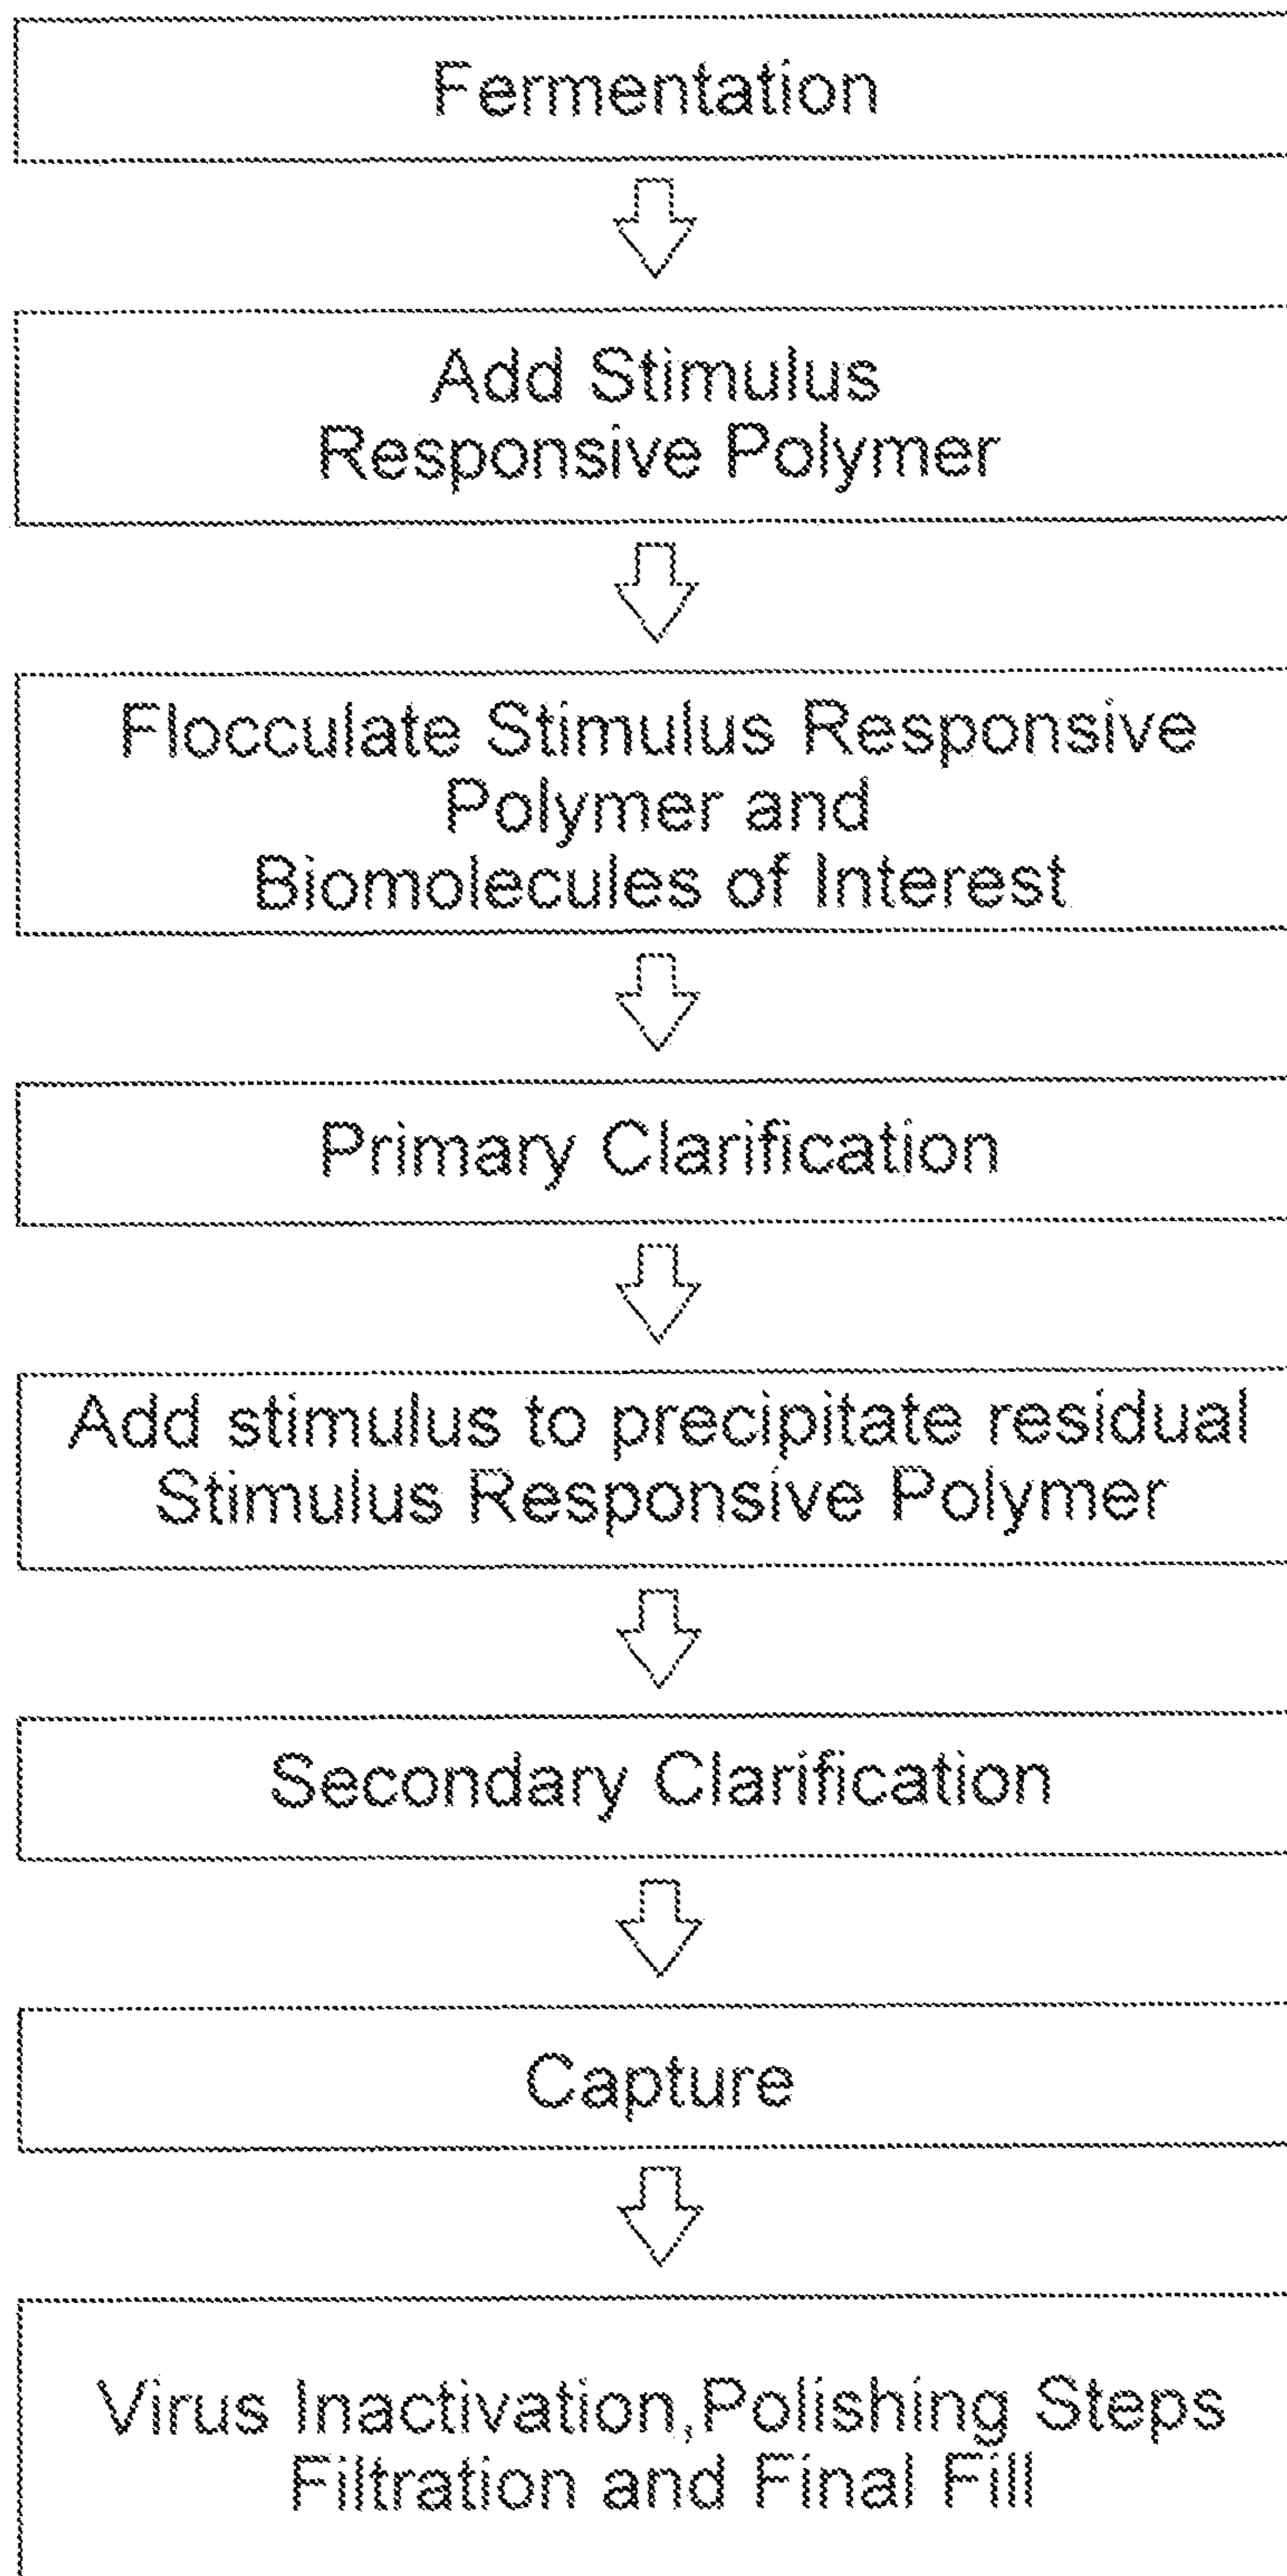 Fermentation
Add Stimulus
Responsive Polymer
Flocculate Stimulus Responsive
Polymer and
Biomolecules of Interest
Primary Clarification
Add stimulus to precipitate residual
Stimulus Responsive Polymer
Secondary Clarification
Capture
Virus Inactivation,Polishing Steps
Filtration and Final Fill